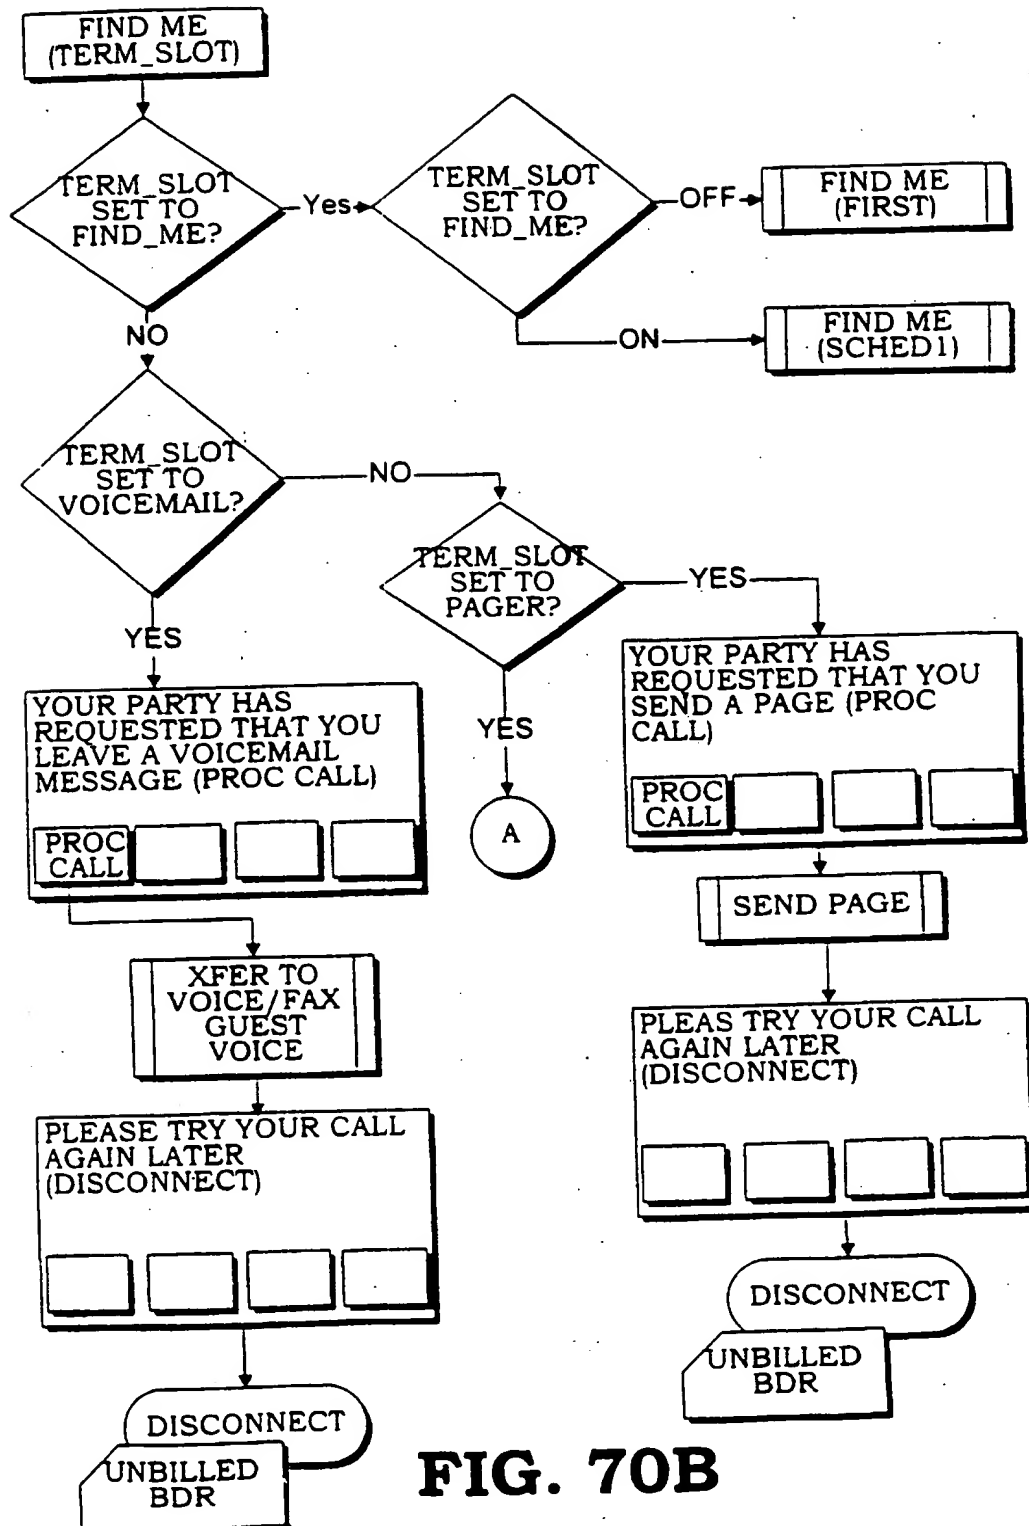 FIND ME
(TERM_SLOT)
TERM_SLOT
SET TO
FIND_ME?
Yes
TERM_SLOT
SET TO
FIND_ME?
OFF
FIND ME
(FIRST)
ON
FIND ME
(SCHED1)
NO
TERM_SLOT
SET TO
VOICEMAIL?
NO
TERM_SLOT
SET TO
PAGER?
YES
YES
YES
A
YOUR PARTY HAS
REQUESTED THAT YOU
LEAVE A VOICEMAIL
MESSAGE (PROC CALL)
PROC
CALL
YOUR PARTY HAS
REQUESTED THAT YOU
SEND A PAGE (PROC
CALL)
PROC
CALL
SEND PAGE
XFER TO
VOICE/FAX
GUEST
VOICE
PLEAS TRY YOUR CALL
AGAIN LATER
(DISCONNECT)
PLEASE TRY YOUR CALL
AGAIN LATER
(DISCONNECT)
DISCONNECT
UNBILLED
BDR
DISCONNECT
UNBILLED
BDR
FIG. 70B